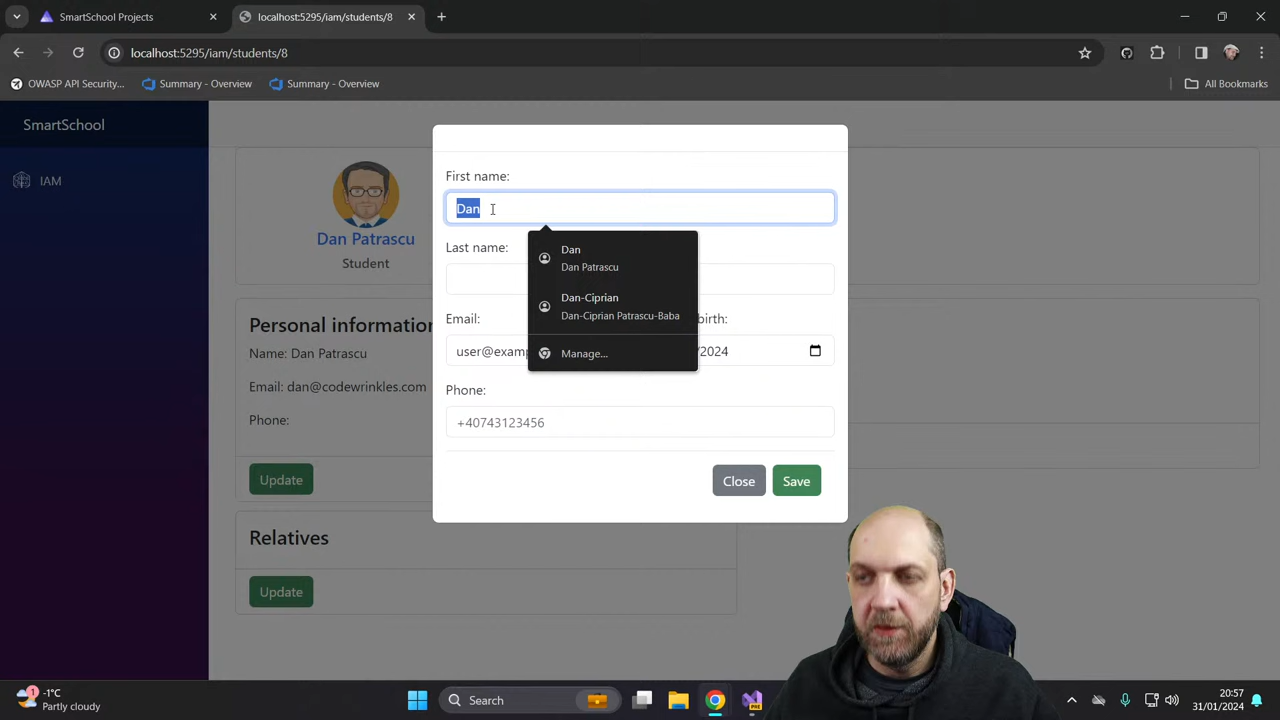 SmartSchool Projects
localhost:5295/iam/students/8
localhost:5295/iam/students/8
OWASP API Security...
Summary - Overview
Summary - Overview
All Bookmarks
SmartSchool
IAM
Dan Patrascu
Student
Personal information
Name: Dan Patrascu
Email: dan@codewrinkles.com
Phone:
Update
Relatives
Update
First name:
Dan
Dan
Dan Patrascu
Dan-Ciprian
Dan-Ciprian Patrascu-Baba
Manage...
Last name:
Email:
birth:
user@examp
/2024
Phone:
+40743123456
Close
Save
1
-1°C
Partly cloudy
Search
PRE
20:57
31/01/2024